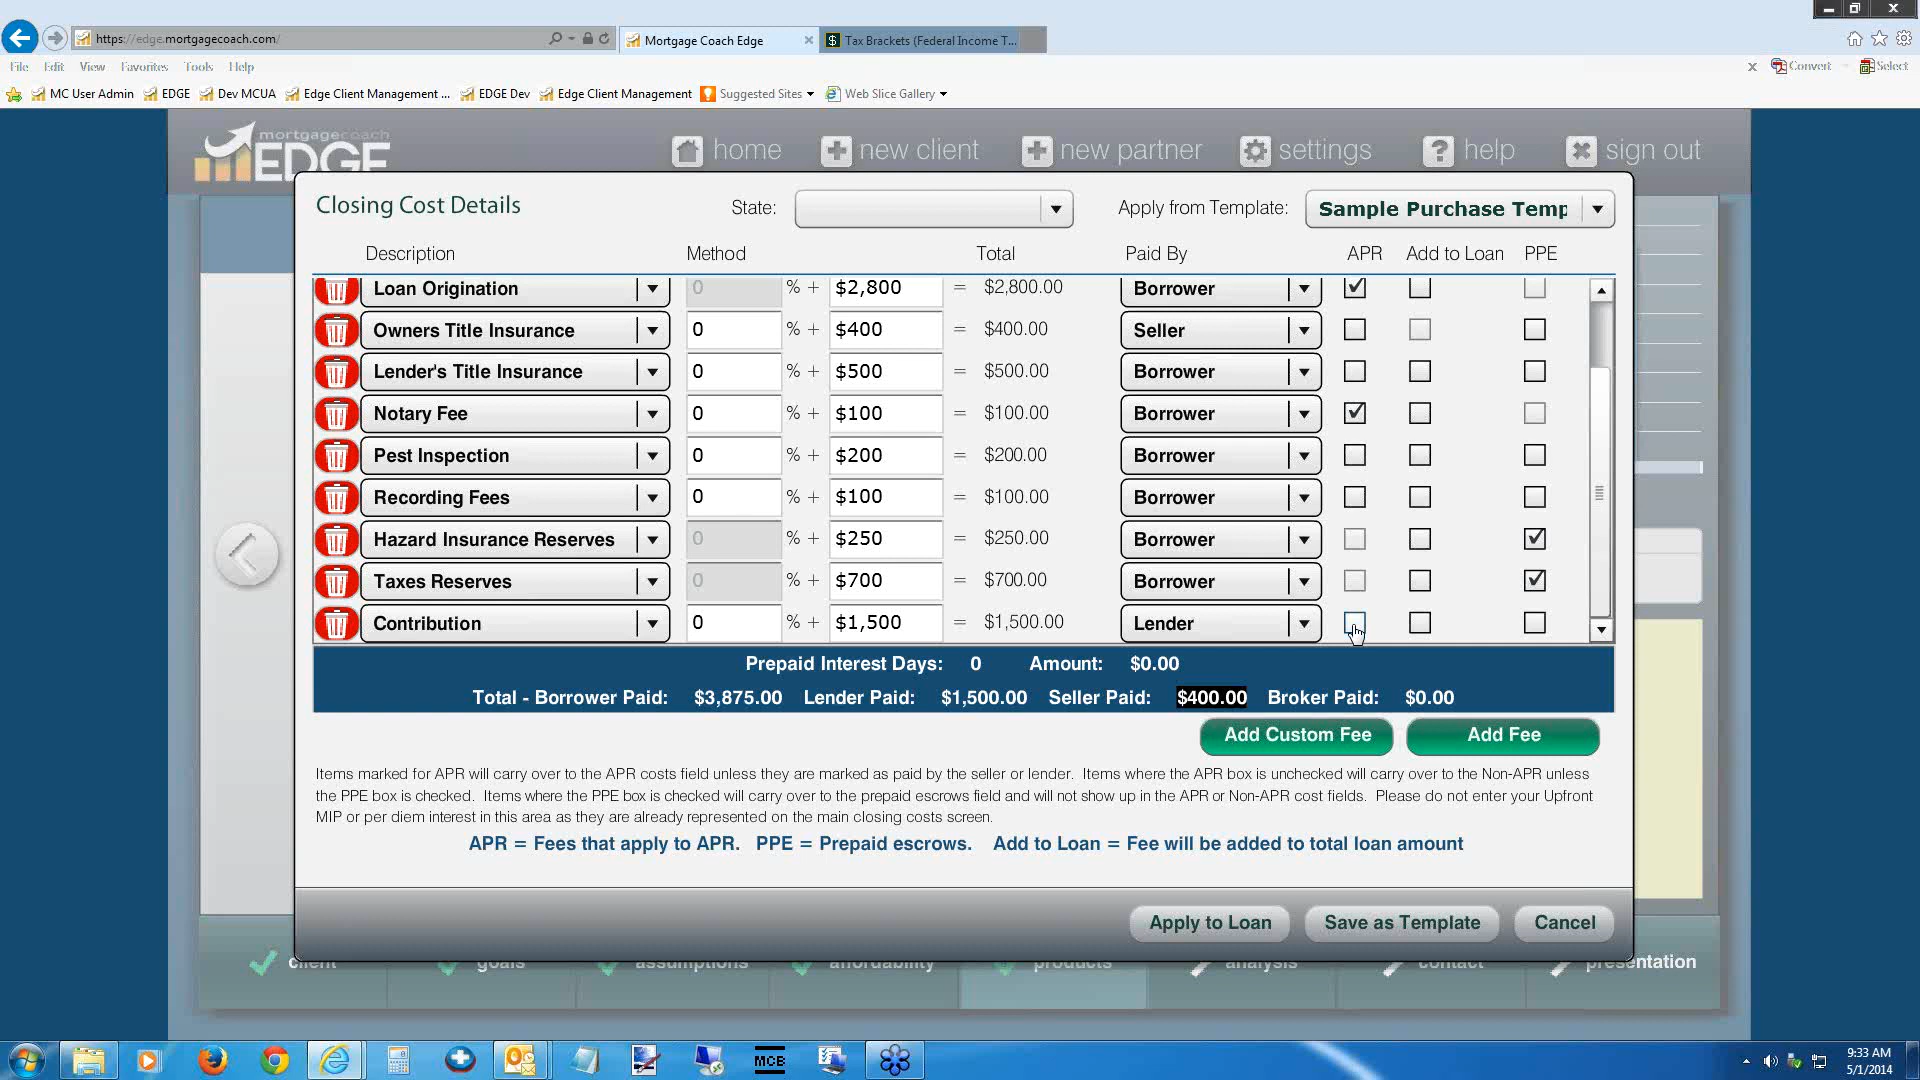 https://edge.mortgagecoach.com/
Mortgage Coach Edge
Tax Brackets (Federal Income T...
File Edit View Favorites Tools Help
x Convert Select
MC User Admin EDGE Dev MCUA Edge Client Management ... EDGE Dev Edge Client Management Suggested Sites Web Slice Gallery
mortgagecoach
EDGE
home new client new partner settings help sign out
Closing Cost Details State: Apply from Template: Sample Purchase Temp
Description Method Total Paid By APR Add to Loan PPE
Loan Origination 0 % + $2,800 = $2,800.00 Borrower
Owners Title Insurance 0 % + $400 = $400.00 Seller
Lender's Title Insurance 0 % + $500 = $500.00 Borrower
Notary Fee 0 % + $100 = $100.00 Borrower
Pest Inspection 0 % + $200 = $200.00 Borrower
Recording Fees 0 % + $100 = $100.00 Borrower
Hazard Insurance Reserves 0 % + $250 = $250.00 Borrower
Taxes Reserves 0 % + $700 = $700.00 Borrower
Contribution 0 % + $1,500 = $1,500.00 Lender
Prepaid Interest Days: 0 Amount: $0.00
Total - Borrower Paid: $3,875.00 Lender Paid: $1,500.00 Seller Paid: $400.00 Broker Paid: $0.00
Add Custom Fee Add Fee
Items marked for APR will carry over to the APR costs field unless they are marked as paid by the seller or lender. Items where the APR box is unchecked will carry over to the Non-APR unless
the PPE box is checked. Items where the PPE box is checked will carry over to the prepaid escrows field and will not show up in the APR or Non-APR cost fields. Please do not enter your Upfront
MIP or per diem interest in this area as they are already represented on the main closing costs screen.
APR = Fees that apply to APR. PPE = Prepaid escrows. Add to Loan = Fee will be added to total loan amount
Apply to Loan Save as Template Cancel
client goals assumptions affordability products analysis contact presentation
MCB
9:33 AM
5/1/2014